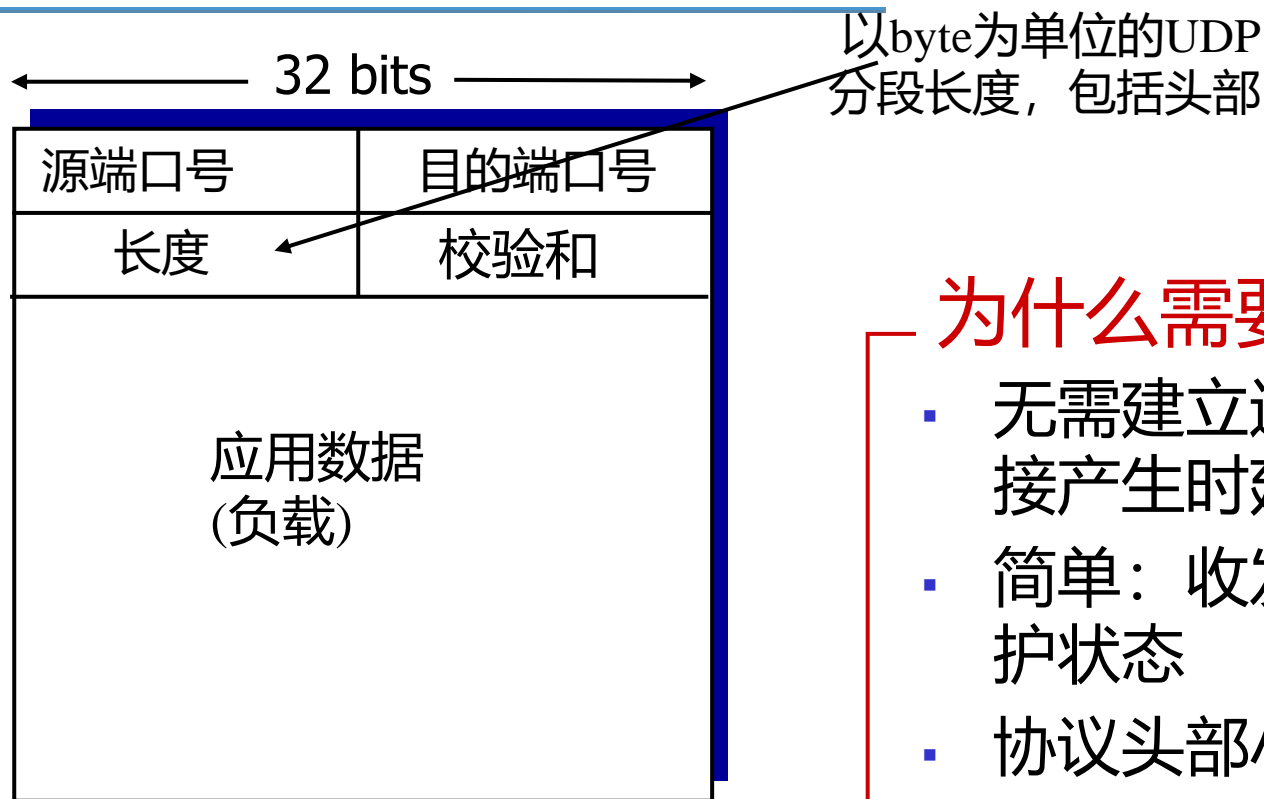 以byte为单位的UDP
分段长度，包括头部
32 bits
源端口号
目的端口号
长度
校验和
应用数据
(负载)
为什么需
无需建立
接产生时
简单：收
护状态
协议头部